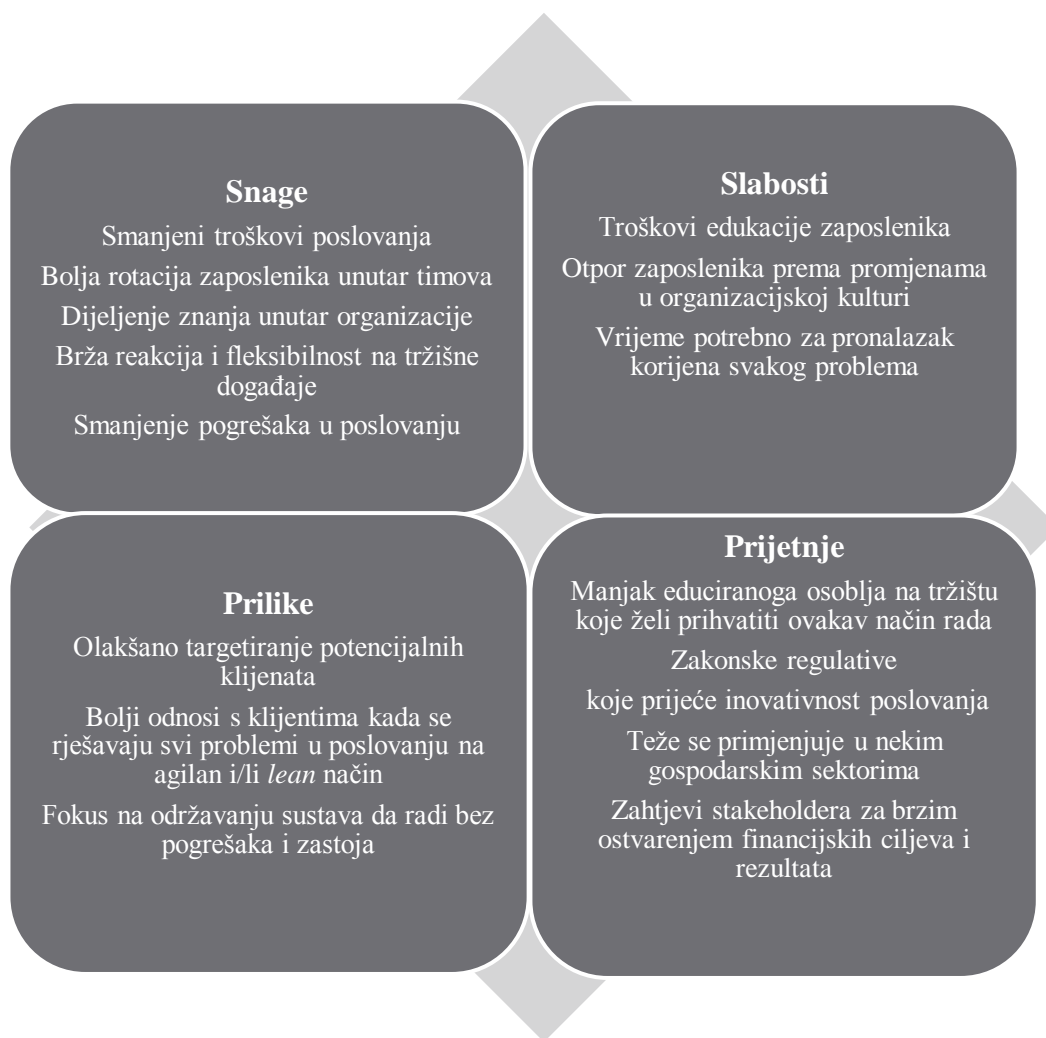 Snage
Smanjeni troškovi poslovanja
Bolja rotacija zaposlenika unutar timova
Dijeljenje znanja unutar organizacije
Brža reakcija i fleksibilnost na tržišne
događaje
Smanjenje pogrešaka u poslovanju
Slabosti
Troškovi edukacije zaposlenika
Otpor zaposlenika prema promjenama
u organizacijskoj kulturi
Vrijeme potrebno za pronalazak
korijena svakog problema
Prilike
Olakšano targetiranje potencijalnih
klijenata
Bolji odnosi s klijentima kada se
rješavaju svi problemi u poslovanju na
agilan i/li lean način
Fokus na održavanju sustava da radi bez
pogrešaka i zastoja
Prijetnje
Manjak educiranoga osoblja na tržištu
koje želi prihvatiti ovakav način rada
Zakonske regulative
koje prijeće inovativnost poslovanja
Teže se primjenjuje u nekim
gospodarskim sektorima
Zahtjevi stakeholdera za brzim
ostvarenjem financijskih ciljeva i
rezultata